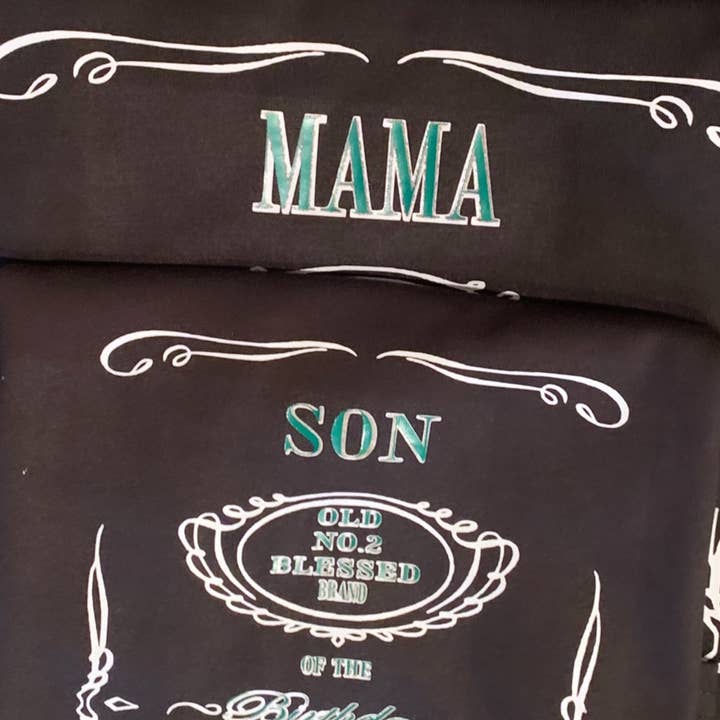 MAMA
SON
OLD
NO.2
BLESSED
BRAND
OF THE